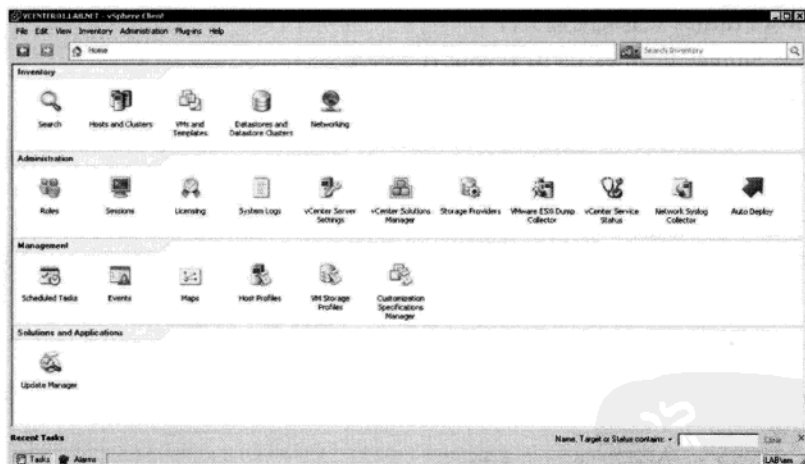 VCENTER01.LAB.NET - vSphere Client
File Edit View Inventory Administration Plug-ins Help
Home
Search Inventory
Inventory
Search
Hosts and Clusters
VMs and Templates
Datastores and Datastore Clusters
Networking
Administration
Roles
Sessions
Licensing
System Logs
vCenter Server Settings
vCenter Solutions Manager
Storage Providers
VMware ESXi Dump Collector
vCenter Service Status
Network Syslog Collector
Auto Deploy
Management
Scheduled Tasks
Events
Maps
Host Profiles
VM Storage Profiles
Customization Specifications Manager
Solutions and Applications
Update Manager
Recent Tasks
Name, Target or Status contains:
Clear
Tasks
Alarms